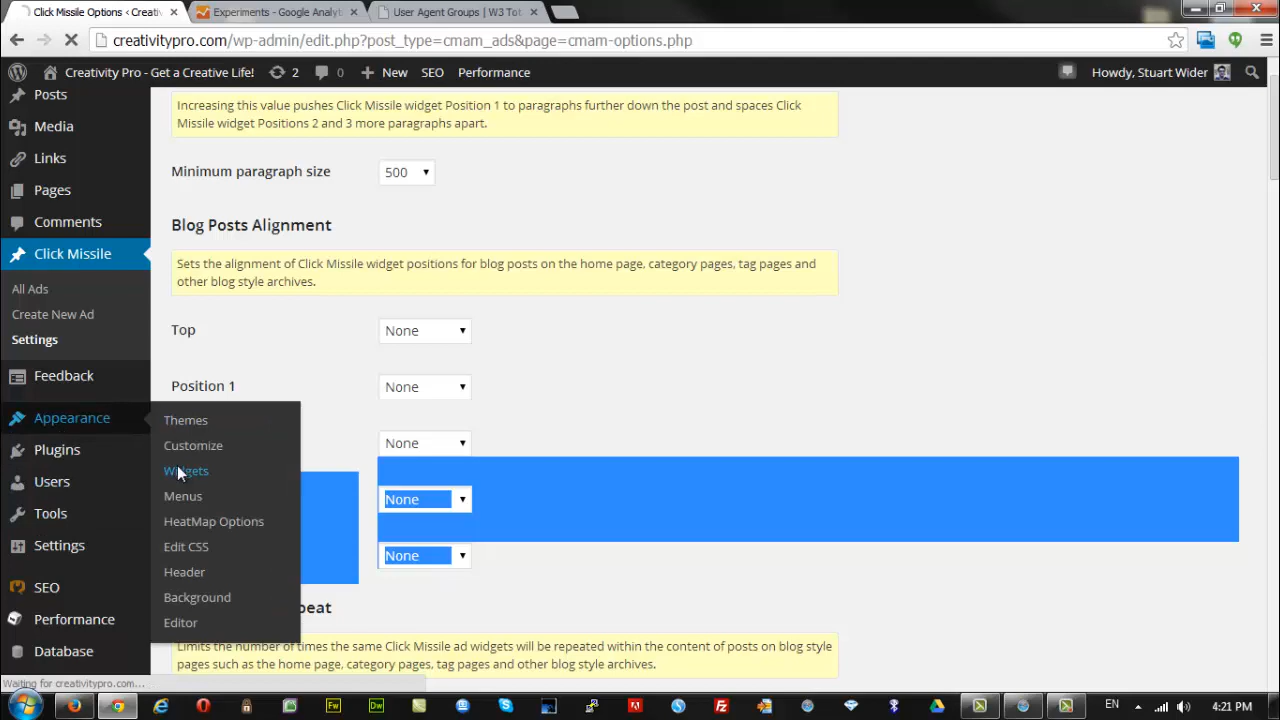 Click Missile Options ‹ Creati
Experiments - Google Analyt
User Agent Groups | W3 Tot
creativitypro.com/wp-admin/edit.php?post_type=cmam_ads&page=cmam-options.php
Creativity Pro - Get a Creative Life!
2
0
New
SEO
Performance
Howdy, Stuart Wider
Posts
Media
Links
Pages
Comments
Click Missile
All Ads
Create New Ad
Settings
Feedback
Appearance
Plugins
Users
Tools
Settings
SEO
Performance
Database
Themes
Customize
Widgets
Menus
HeatMap Options
Edit CSS
Header
Background
Editor
Increasing this value pushes Click Missile widget Position 1 to paragraphs further down the post and spaces Click
Missile widget Positions 2 and 3 more paragraphs apart.
Minimum paragraph size
500
Blog Posts Alignment
Sets the alignment of Click Missile widget positions for blog posts on the home page, category pages, tag pages and
other blog style archives.
Top
None
Position 1
None
None
None
None
Limits the number of times the same Click Missile ad widgets will be repeated within the content of posts on blog style
pages such as the home page, category pages, tag pages and other blog style archives.
Waiting for creativitypro.com...
EN
4:21 PM